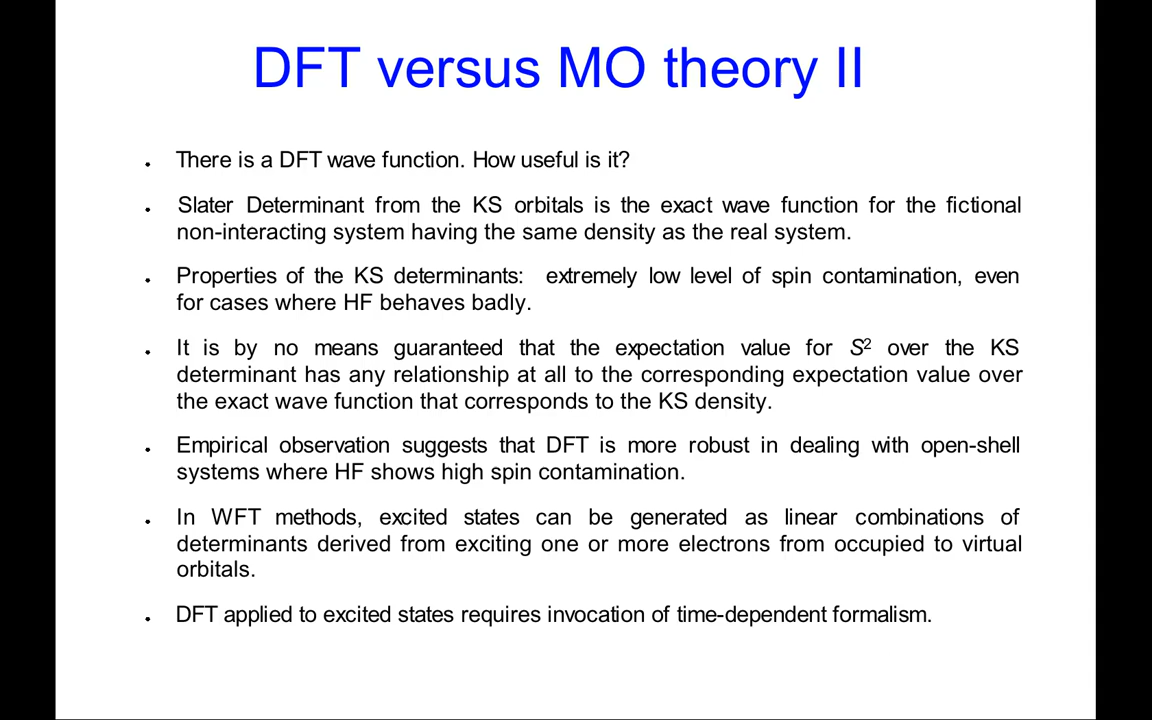 DFT versus MO theory II
• There is a DFT wave function. How useful is it?
• Slater Determinant from the KS orbitals is the exact wave function for the fictional
non-interacting system having the same density as the real system.
• Properties of the KS determinants: extremely low level of spin contamination, even
for cases where HF behaves badly.
• It is by no means guaranteed that the expectation value for S² over the KS
determinant has any relationship at all to the corresponding expectation value over
the exact wave function that corresponds to the KS density.
• Empirical observation suggests that DFT is more robust in dealing with open-shell
systems where HF shows high spin contamination.
• In WFT methods, excited states can be generated as linear combinations of
determinants derived from exciting one or more electrons from occupied to virtual
orbitals.
• DFT applied to excited states requires invocation of time-dependent formalism.